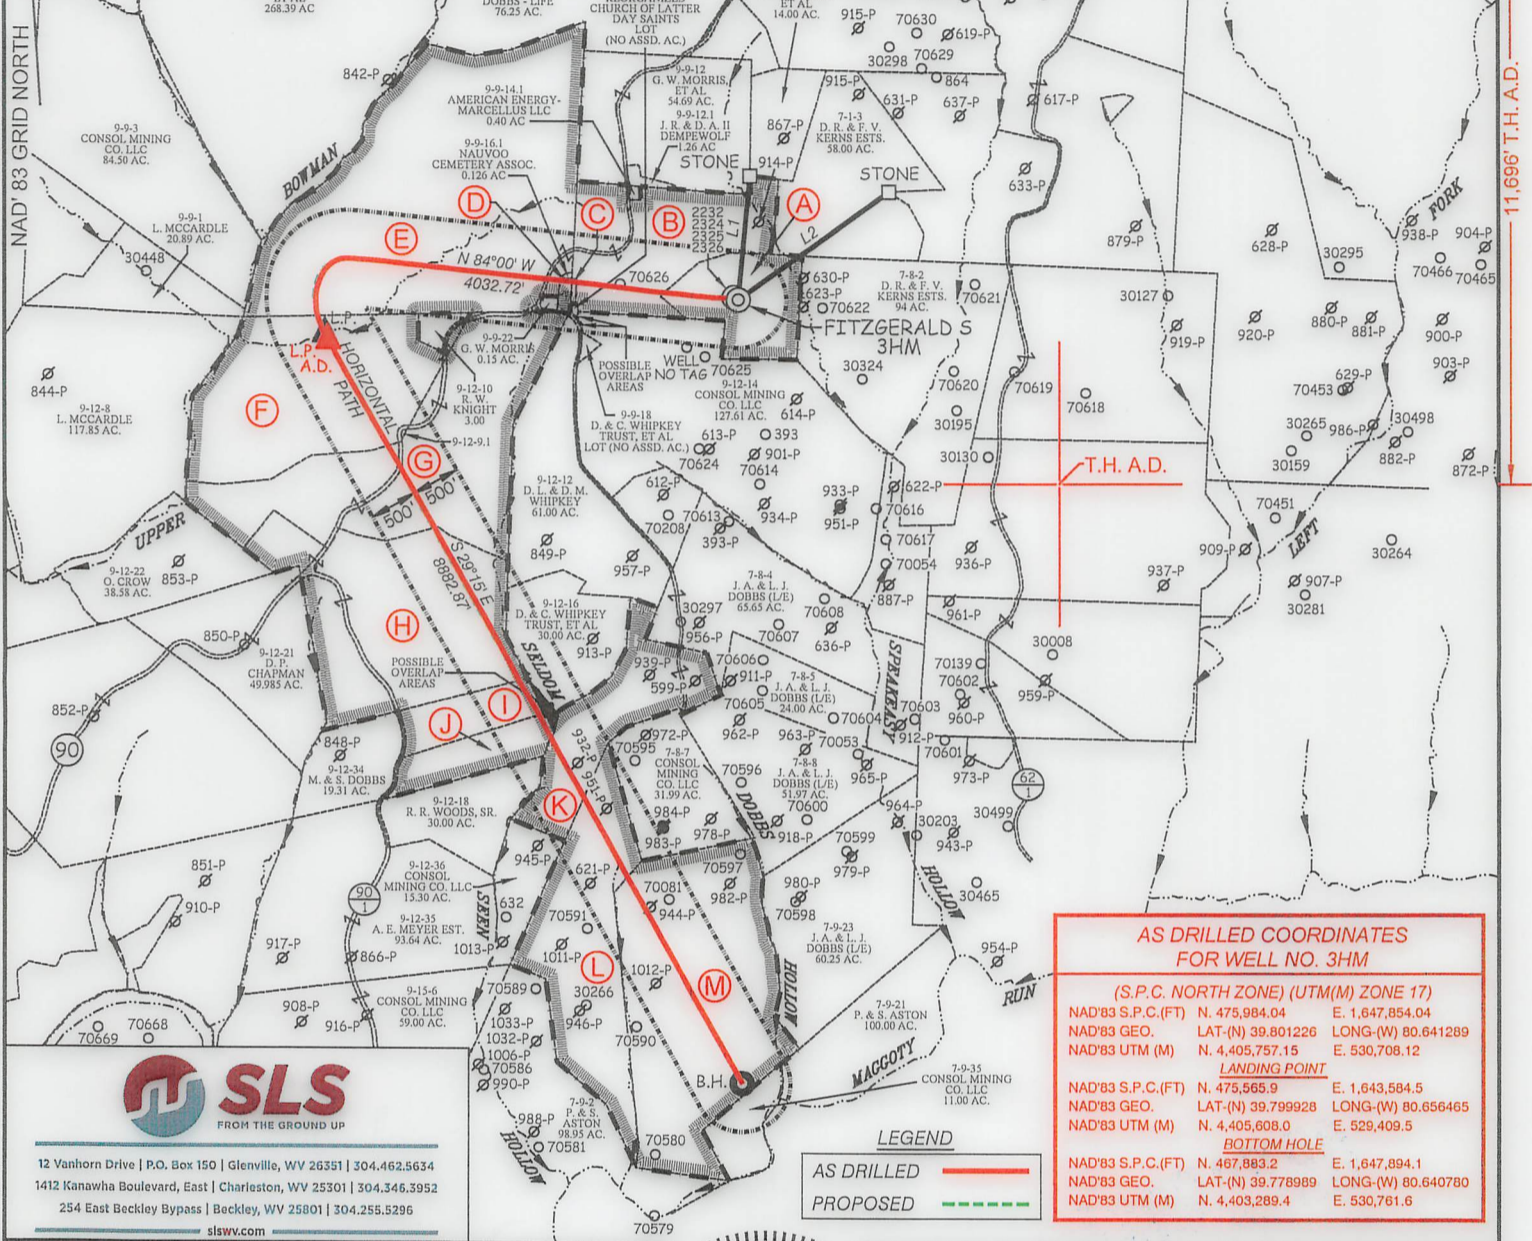 268.39 AC
DOBBS - LIFE
76.25 AC.
CHURCH OF LATTER
DAY SAINTS
LOT
(NO ASSD. AC.)
ET AL
14.00 AC.
915-P
70630
619-P
30298
70629
864
NAD' 83 GRID NORTH
842-P
9-9-14.1
AMERICAN ENERGY-
MARCELLUS LLC
0.40 AC
9-9-12
G. W. MORRIS,
ET AL
54.69 AC.
9-9-12.1
J. R. & D. A. II
DEMPEWOLF
1.26 AC
915-P
631-P
637-P
617-P
11,696' T.H. A.D.
867-P
7-1-3
D. R. & F. V.
KERNS ESTS.
58.00 AC.
9-9-3
CONSOL MINING
CO. LLC
84.50 AC.
BOWMAN
9-9-16.1
NAUVOO
CEMETERY ASSOC.
0.126 AC
STONE
914-P
STONE
633-P
FORK
9-9-1
L. MCCARDLE
20.89 AC.
30448
D
C
B
A
2232
2324
2325
2326
L1
L2
E
879-P
628-P
938-P
904-P
30295
70466
70465
N 84°00' W
4032.72'
70626
630-P
623-P
70622
7-8-2
D. R. & F. V.
KERNS ESTS.
94 AC.
70621
30127
920-P
880-P
881-P
900-P
919-P
L.P.
L.P.
A.D.
FITZGERALD S
3HM
9-9-22
G. W. MORRIS
0.15 AC.
WELL
NO TAG
70625
POSSIBLE
OVERLAP
AREAS
844-P
9-12-8
L. MCCARDLE
117.85 AC.
F
HORIZONTAL
PATH
9-12-10
R. W.
KNIGHT
3.00
9-12-9.1
9-9-18
D. & C. WHIPKEY
TRUST, ET AL
LOT (NO ASSD. AC.)
9-12-14
CONSOL MINING
CO. LLC
127.61 AC.
614-P
30324
70620
70619
70618
30195
903-P
629-P
70453
30265
986-P
30498
882-P
30159
872-P
613-P
70624
393
901-P
70614
30130
T.H. A.D.
G
500'
500'
9-12-12
D. L. & D. M.
WHIPKEY
61.00 AC.
612-P
70208
70613
393-P
934-P
933-P
951-P
622-P
70616
70451
UPPER
9-12-22
O. CROW
38.58 AC.
853-P
S 29°15' E
8882.87'
849-P
957-P
70617
70054
887-P
936-P
909-P
LEFT
30264
937-P
907-P
30281
7-8-4
J. A. & L. J.
DOBBS (L/E)
65.65 AC.
70608
961-P
H
9-12-16
D. & C. WHIPKEY
TRUST, ET AL
30.00 AC.
913-P
30297
956-P
70607
636-P
850-P
9-12-21
D. P.
CHAPMAN
49.985 AC.
POSSIBLE
OVERLAP
AREAS
SELDOM
939-P
599-P
70606
911-P
70605
962-P
7-8-5
J. A. & L. J.
DOBBS (L/E)
24.00 AC.
SPEAKEASY
30008
70139
70602
960-P
959-P
852-P
90
J
I
70604
70603
912-P
70601
973-P
848-P
9-12-34
M. & S. DOBBS
19.31 AC.
932-P
951-P
972-P
70595
7-8-7
CONSOL
MINING
CO. LLC
31.99 AC.
963-P
70053
965-P
7-8-8
J. A. & L. J.
DOBBS (L/E)
51.97 AC.
70600
70596
DOBBS
62
1
9-12-18
R. R. WOODS, SR.
30.00 AC.
K
984-P
983-P
978-P
918-P
964-P
30203
943-P
30499
70599
979-P
945-P
851-P
910-P
9-12-36
CONSOL
MINING CO. LLC
15.30 AC.
621-P
70081
944-P
70597
982-P
980-P
70598
HOLLOW
30465
90
1
9-12-35
A. E. MEYER EST.
93.64 AC.
SEEN
632
70591
7-9-23
J. A. & L. J.
DOBBS (L/E)
60.25 AC.
917-P
866-P
1013-P
1011-P
L
1012-P
M
954-P
RUN
9-15-6
CONSOL MINING
CO. LLC
59.00 AC.
908-P
916-P
70589
30266
946-P
HOLLOW
7-9-21
P. & S. ASTON
100.00 AC.
70669
70668
1033-P
1032-P
1006-P
70586
990-P
70590
MAGGOTY
B.H.
7-9-35
CONSOL MINING
CO. LLC
11.00 AC.
988-P
70581
HOLLOW
7-9-2
P. & S.
ASTON
98.95 AC.
70580
70579
AS DRILLED COORDINATES
FOR WELL NO. 3HM
(S.P.C. NORTH ZONE) (UTM(M) ZONE 17)
NAD'83 S.P.C.(FT) N. 475,984.04 E. 1,647,854.04
NAD'83 GEO. LAT-(N) 39.801226 LONG-(W) 80.641289
NAD'83 UTM (M) N. 4,405,757.15 E. 530,708.12
LANDING POINT
NAD'83 S.P.C.(FT) N. 475,565.9 E. 1,643,584.5
NAD'83 GEO. LAT-(N) 39.799928 LONG-(W) 80.656465
NAD'83 UTM (M) N. 4,405,608.0 E. 529,409.5
BOTTOM HOLE
NAD'83 S.P.C.(FT) N. 467,883.2 E. 1,647,894.1
NAD'83 GEO. LAT-(N) 39.778989 LONG-(W) 80.640780
NAD'83 UTM (M) N. 4,403,289.4 E. 530,761.6
LEGEND
AS DRILLED
PROPOSED
SLS
FROM THE GROUND UP
12 Vanhorn Drive | P.O. Box 150 | Glenville, WV 26351 | 304.462.5634
1412 Kanawha Boulevard, East | Charleston, WV 25301 | 304.346.3952
254 East Beckley Bypass | Beckley, WV 25801 | 304.255.5296
slswv.com